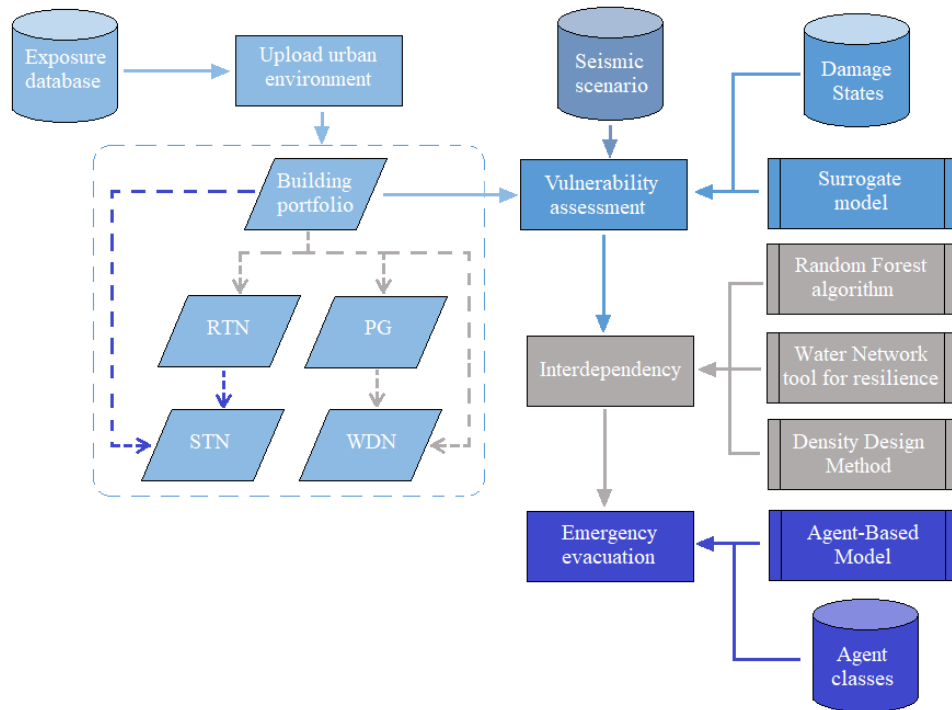 Exposure
database
Upload urban
environment
Seismic
scenario
Damage
States
Building
portfolio
Vulnerability
assessment
Surrogate
model
Random Forest
algorithm
RTN
PG
Interdependency
Water Network
tool for resilience
STN
WDN
Density Design
Method
Emergency
evacuation
Agent-Based
Model
Agent
classes